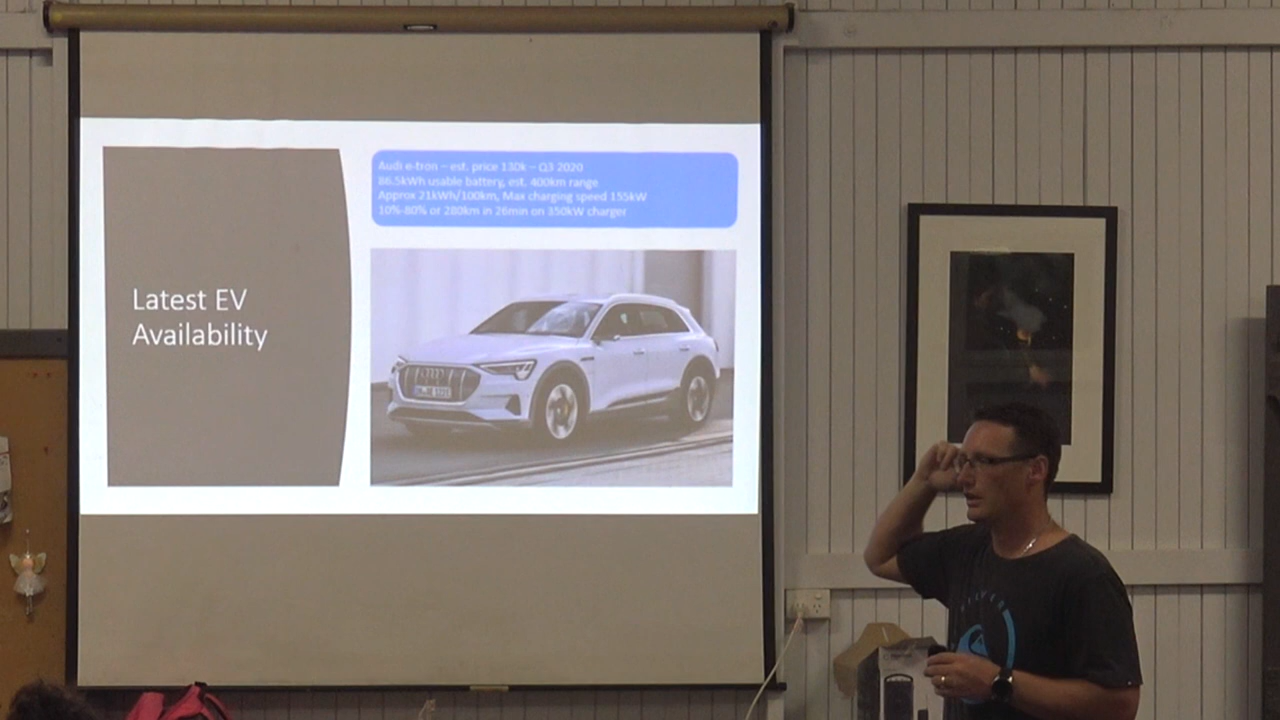 Latest EV
Availability
Audi e-tron – est. price 130k – Q3 2020
86.5kWh usable battery, est. 400km range
Approx 21kWh/100km, Max charging speed 155kW
10%-80% or 280km in 26min on 350kW charger